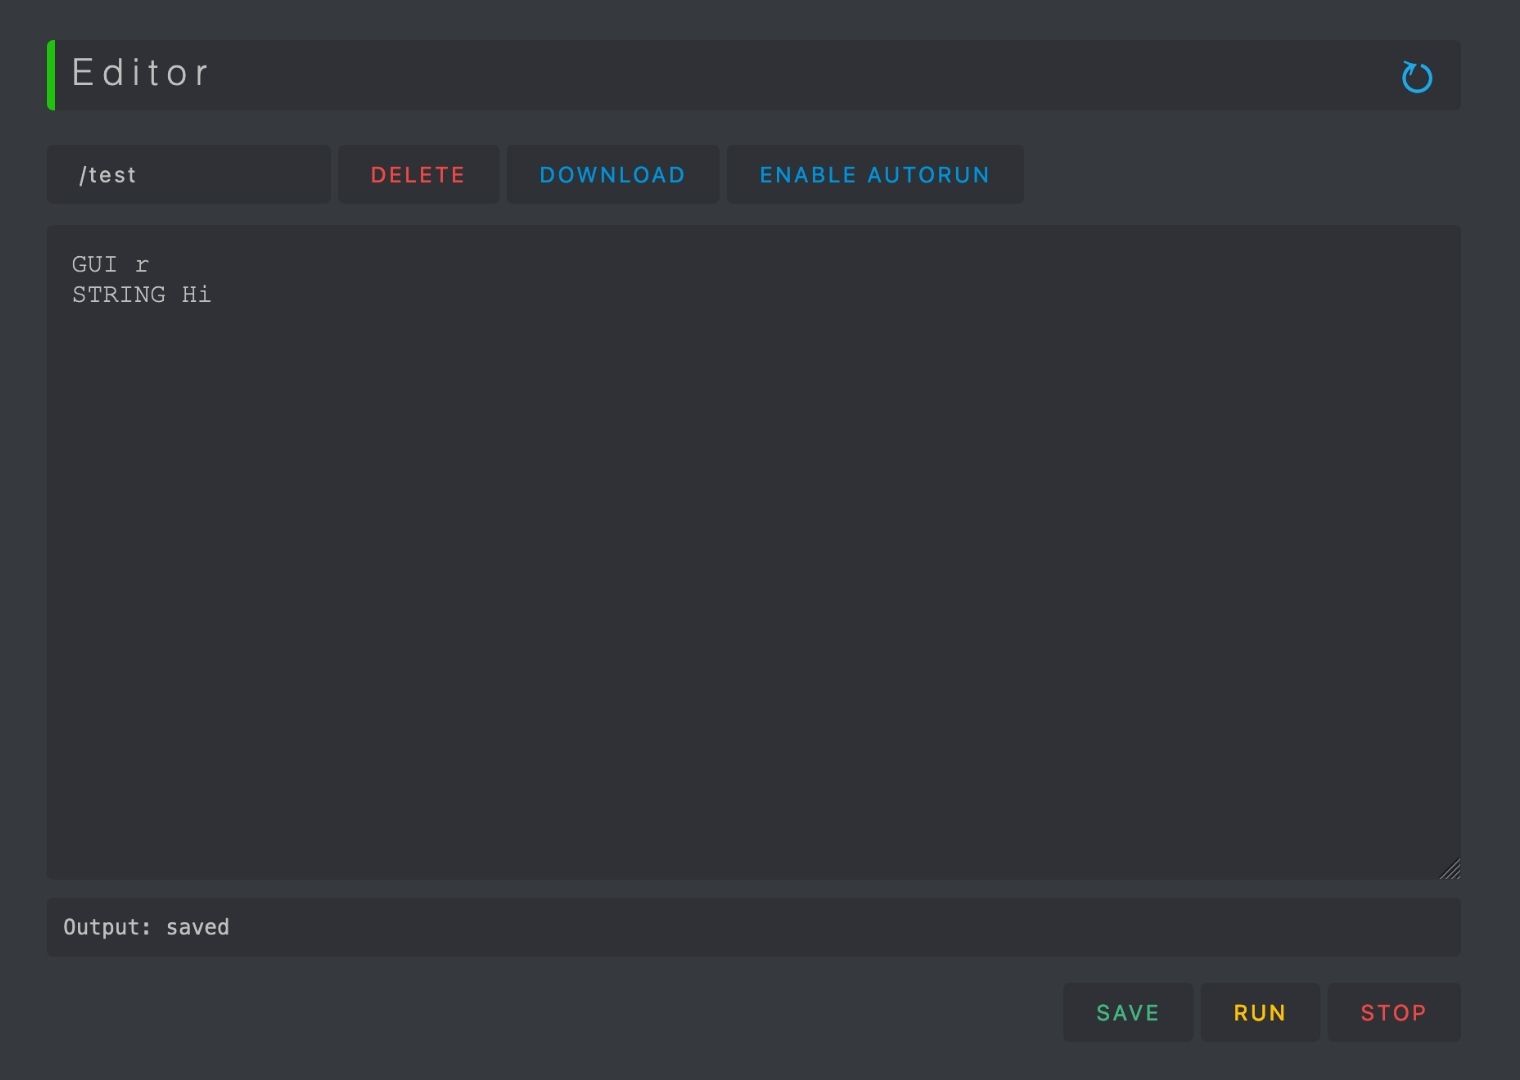 Editor
/test
DELETE
DOWNLOAD
ENABLE AUTORUN
GUI r
STRING Hi
Output: saved
SAVE
RUN
STOP